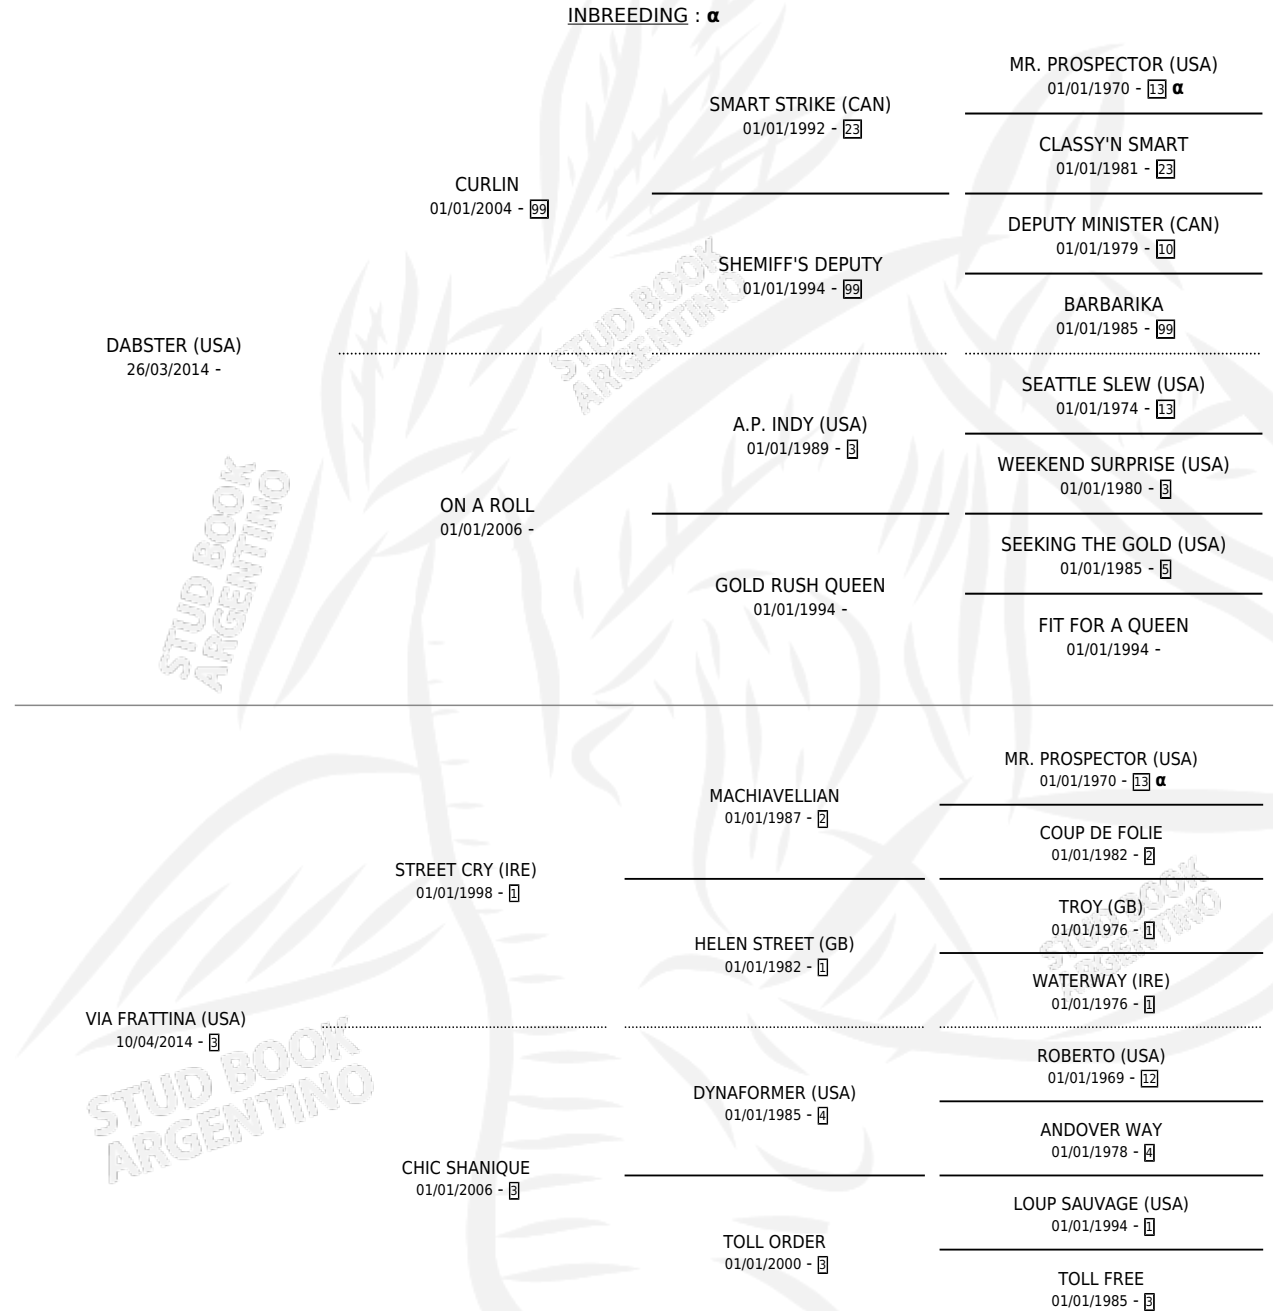 INBREEDING : α
MR. PROSPECTOR (USA)
01/01/1970 - 13 α
SMART STRIKE (CAN)
01/01/1992 - 23
CLASSY'N SMART
01/01/1981 - 23
CURLIN
01/01/2004 - 99
DEPUTY MINISTER (CAN)
01/01/1979 - 10
SHEMIFF'S DEPUTY
01/01/1994 - 99
BARBARIKA
01/01/1985 - 99
DABSTER (USA)
26/03/2014 -
SEATTLE SLEW (USA)
01/01/1974 - 13
A.P. INDY (USA)
01/01/1989 - 3
WEEKEND SURPRISE (USA)
01/01/1980 - 3
ON A ROLL
01/01/2006 -
SEEKING THE GOLD (USA)
01/01/1985 - 5
GOLD RUSH QUEEN
01/01/1994 -
FIT FOR A QUEEN
01/01/1994 -
MR. PROSPECTOR (USA)
01/01/1970 - 13 α
MACHIAVELLIAN
01/01/1987 - 2
COUP DE FOLIE
01/01/1982 - 2
STREET CRY (IRE)
01/01/1998 - 1
TROY (GB)
01/01/1976 - 1
HELEN STREET (GB)
01/01/1982 - 1
WATERWAY (IRE)
01/01/1976 - 1
VIA FRATTINA (USA)
10/04/2014 - 3
ROBERTO (USA)
01/01/1969 - 12
DYNAFORMER (USA)
01/01/1985 - 4
ANDOVER WAY
01/01/1978 - 4
CHIC SHANIQUE
01/01/2006 - 3
LOUP SAUVAGE (USA)
01/01/1994 - 1
TOLL ORDER
01/01/2000 - 3
TOLL FREE
01/01/1985 - 3
STUD BOOK
ARGENTINO
STUD BOOK
ARGENTINO
STUD BOOK
ARGENTINO
STUD BOOK
ARGENTINO